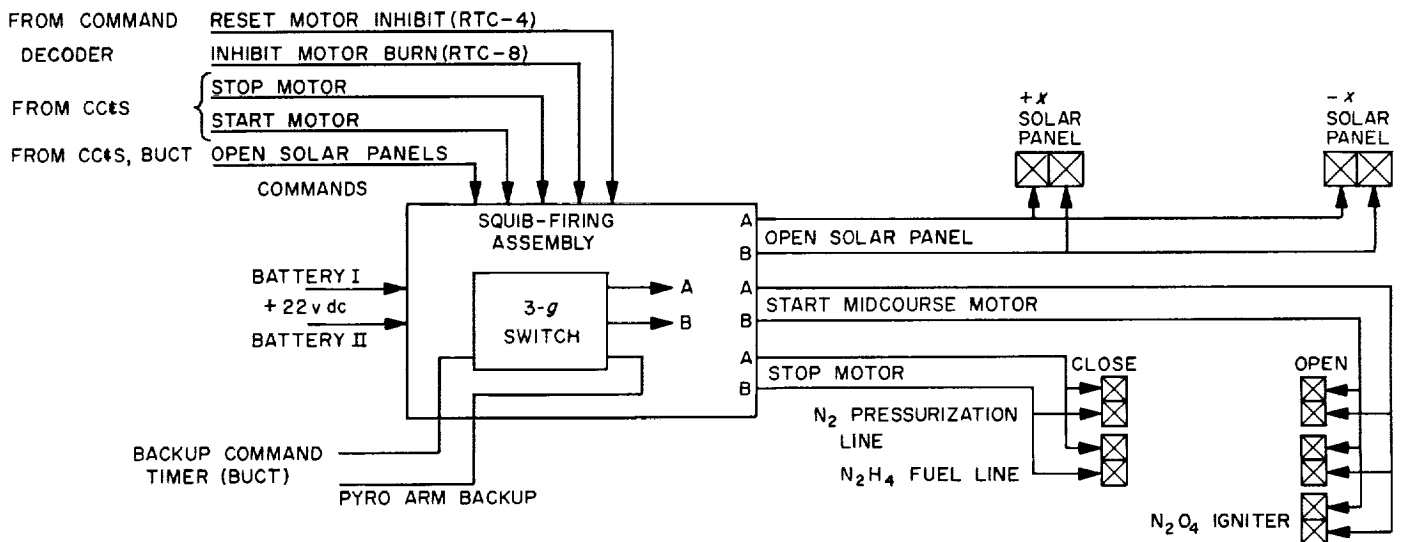 FROM COMMAND
DECODER
RESET MOTOR INHIBIT (RTC-4)
INHIBIT MOTOR BURN (RTC-8)
FROM CC&S
STOP MOTOR
START MOTOR
FROM CC&S, BUCT
OPEN SOLAR PANELS
COMMANDS
+x
SOLAR
PANEL
-x
SOLAR
PANEL
SQUIB-FIRING
ASSEMBLY
BATTERY I
+22v dc
BATTERY II
3-g
SWITCH
A
B
A
OPEN SOLAR PANEL
B
A
START MIDCOURSE MOTOR
B
A
STOP MOTOR
B
CLOSE
OPEN
N2 PRESSURIZATION
LINE
N2H4 FUEL LINE
N2O4 IGNITER
BACKUP COMMAND
TIMER (BUCT)
PYRO ARM BACKUP